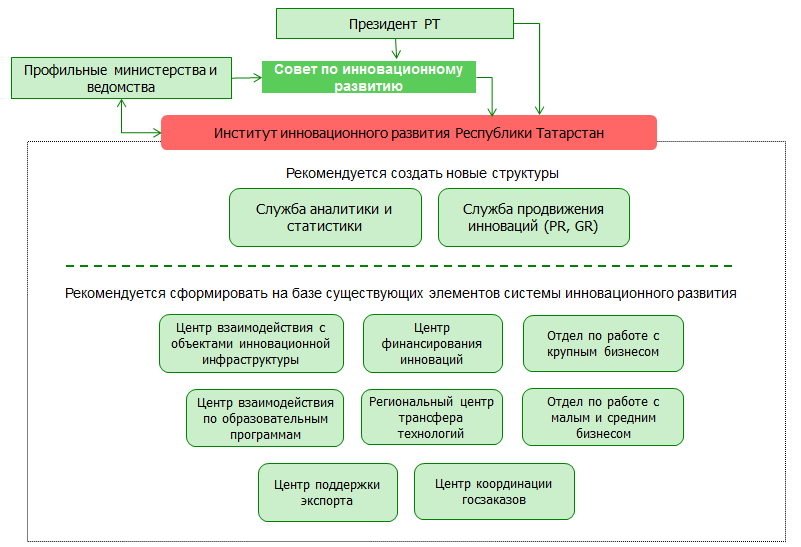 Президент РТ
Профильные министерства и
ведомства
Совет по инновационному
развитию
Институт инновационного развития Республики Татарстан
Рекомендуется создать новые структуры
Служба аналитики и
статистики
Служба продвижения
инноваций (PR, GR)
Рекомендуется сформировать на базе существующих элементов системы инновационного развития
Центр взаимодействия с
объектами инновационной
инфраструктуры
Центр
финансирования
инноваций
Отдел по работе с
крупным бизнесом
Центр взаимодействия
по образовательным
программам
Региональный центр
трансфера
технологий
Отдел по работе с
малым и средним
бизнесом
Центр поддержки
экспорта
Центр координации
госзаказов